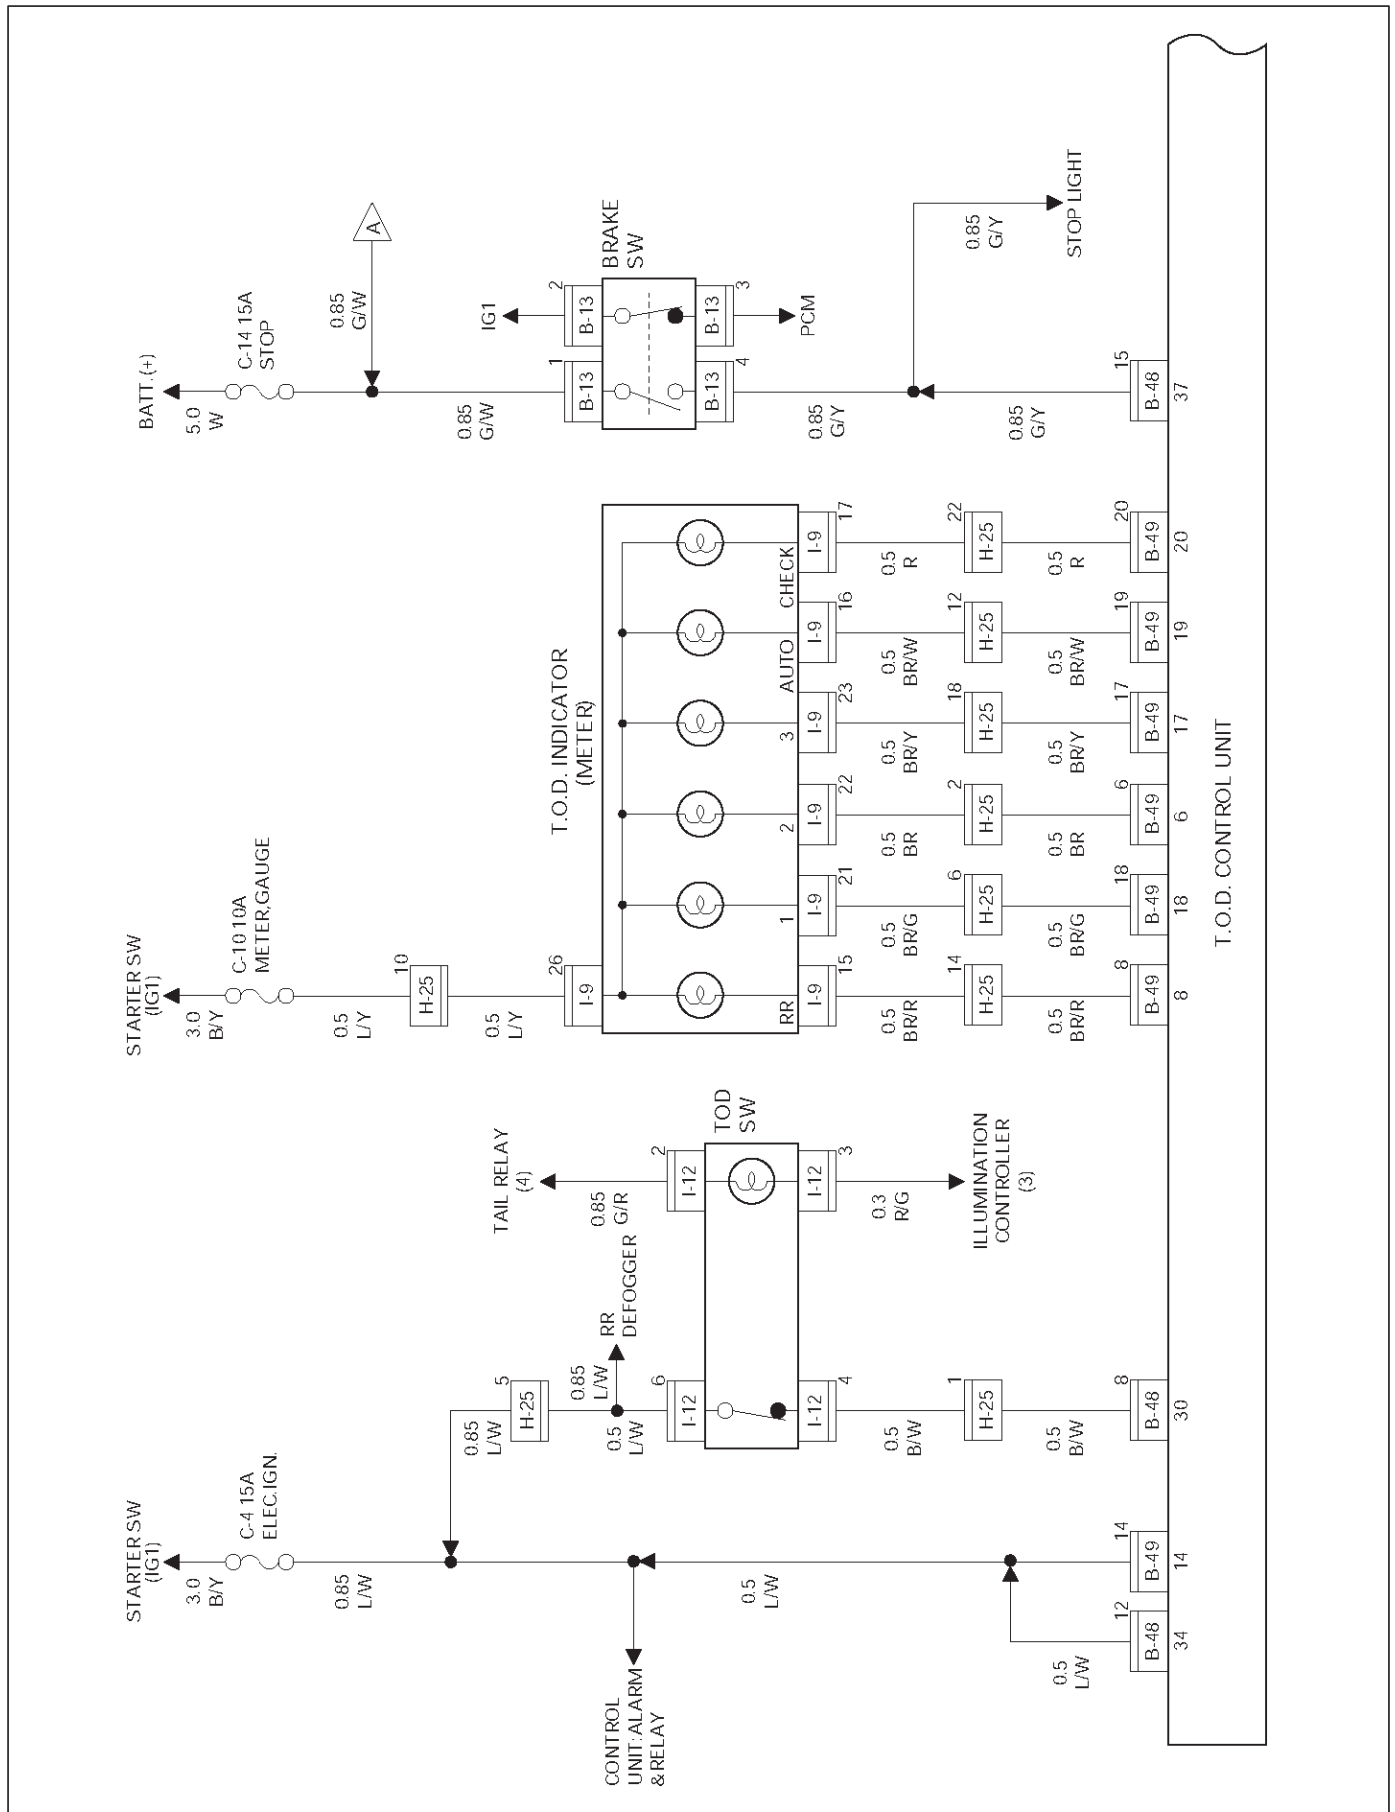 STARTER SW
(IG1)
3.0
B/Y
C-4 15A
ELEC.IGN.
0.85
L/W
CONTROL
UNIT:ALARM
&RELAY
0.5
L/W
0.5
L/W
12
B-48
34
14
B-49
14
0.85
L/W
5
H-25
0.85
L/W
RR
DEFOGGER
0.5
L/W
6
I-12
TOD
SW
4
I-12
0.5
B/W
1
H-25
0.5
B/W
8
B-48
30
TAIL RELAY
(4)
0.85
G/R
2
I-12
3
I-12
0.3
R/G
ILLUMINATION
CONTROLLER
(3)
STARTER SW
(IG1)
3.0
B/Y
C-10 10A
METER,GAUGE
0.5
L/Y
10
H-25
0.5
L/Y
26
I-9
T.O.D. INDICATOR
(METER)
RR
1
2
3
AUTO
CHECK
15
I-9
21
I-9
22
I-9
23
I-9
16
I-9
17
I-9
0.5
BR/R
0.5
BR/G
0.5
BR
0.5
BR/Y
0.5
BR/W
0.5
R
14
H-25
6
H-25
2
H-25
18
H-25
12
H-25
22
H-25
0.5
BR/R
0.5
BR/G
0.5
BR
0.5
BR/Y
0.5
BR/W
0.5
R
8
B-49
8
18
B-49
18
6
B-49
6
17
B-49
17
19
B-49
19
20
B-49
20
BATT.(+)
5.0
W
C-14 15A
STOP
0.85
G/W
A
0.85
G/W
IG1
1
B-13
2
B-13
BRAKE
SW
4
B-13
3
B-13
PCM
0.85
G/Y
0.85
G/Y
STOP LIGHT
0.85
G/Y
15
B-48
37
T.O.D. CONTROL UNIT